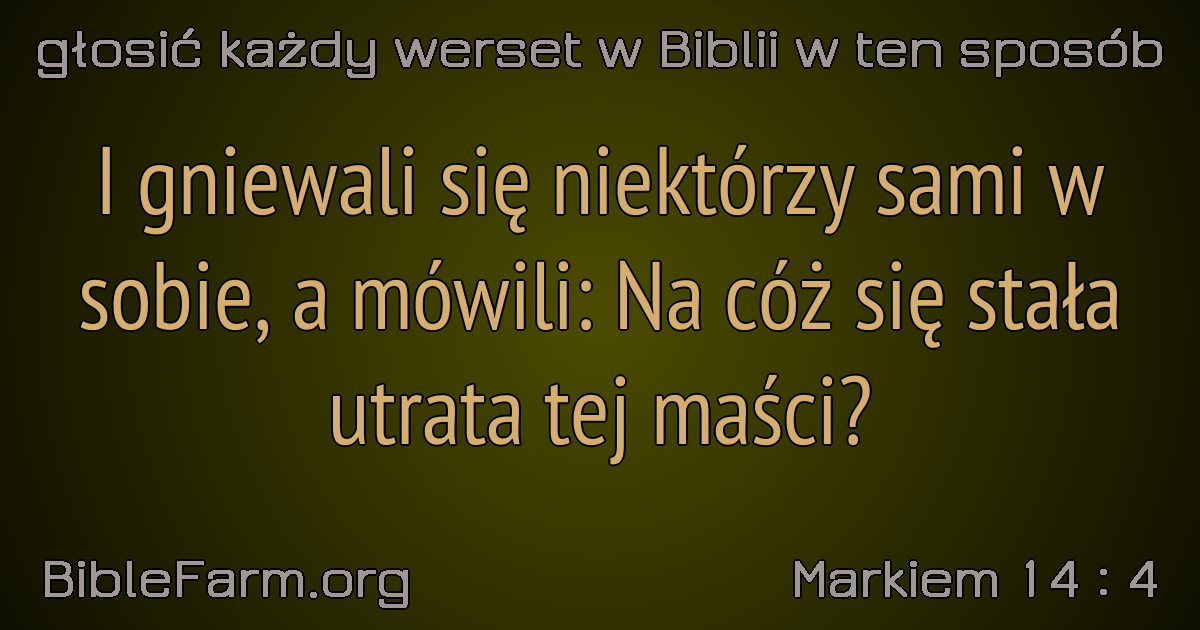 głosić każdy werset w Biblii w ten sposób
I gniewali się niektórzy sami w
sobie, a mówili: Na cóż się stała
utrata tej maści?
BibleFarm.org
Markiem 14 : 4